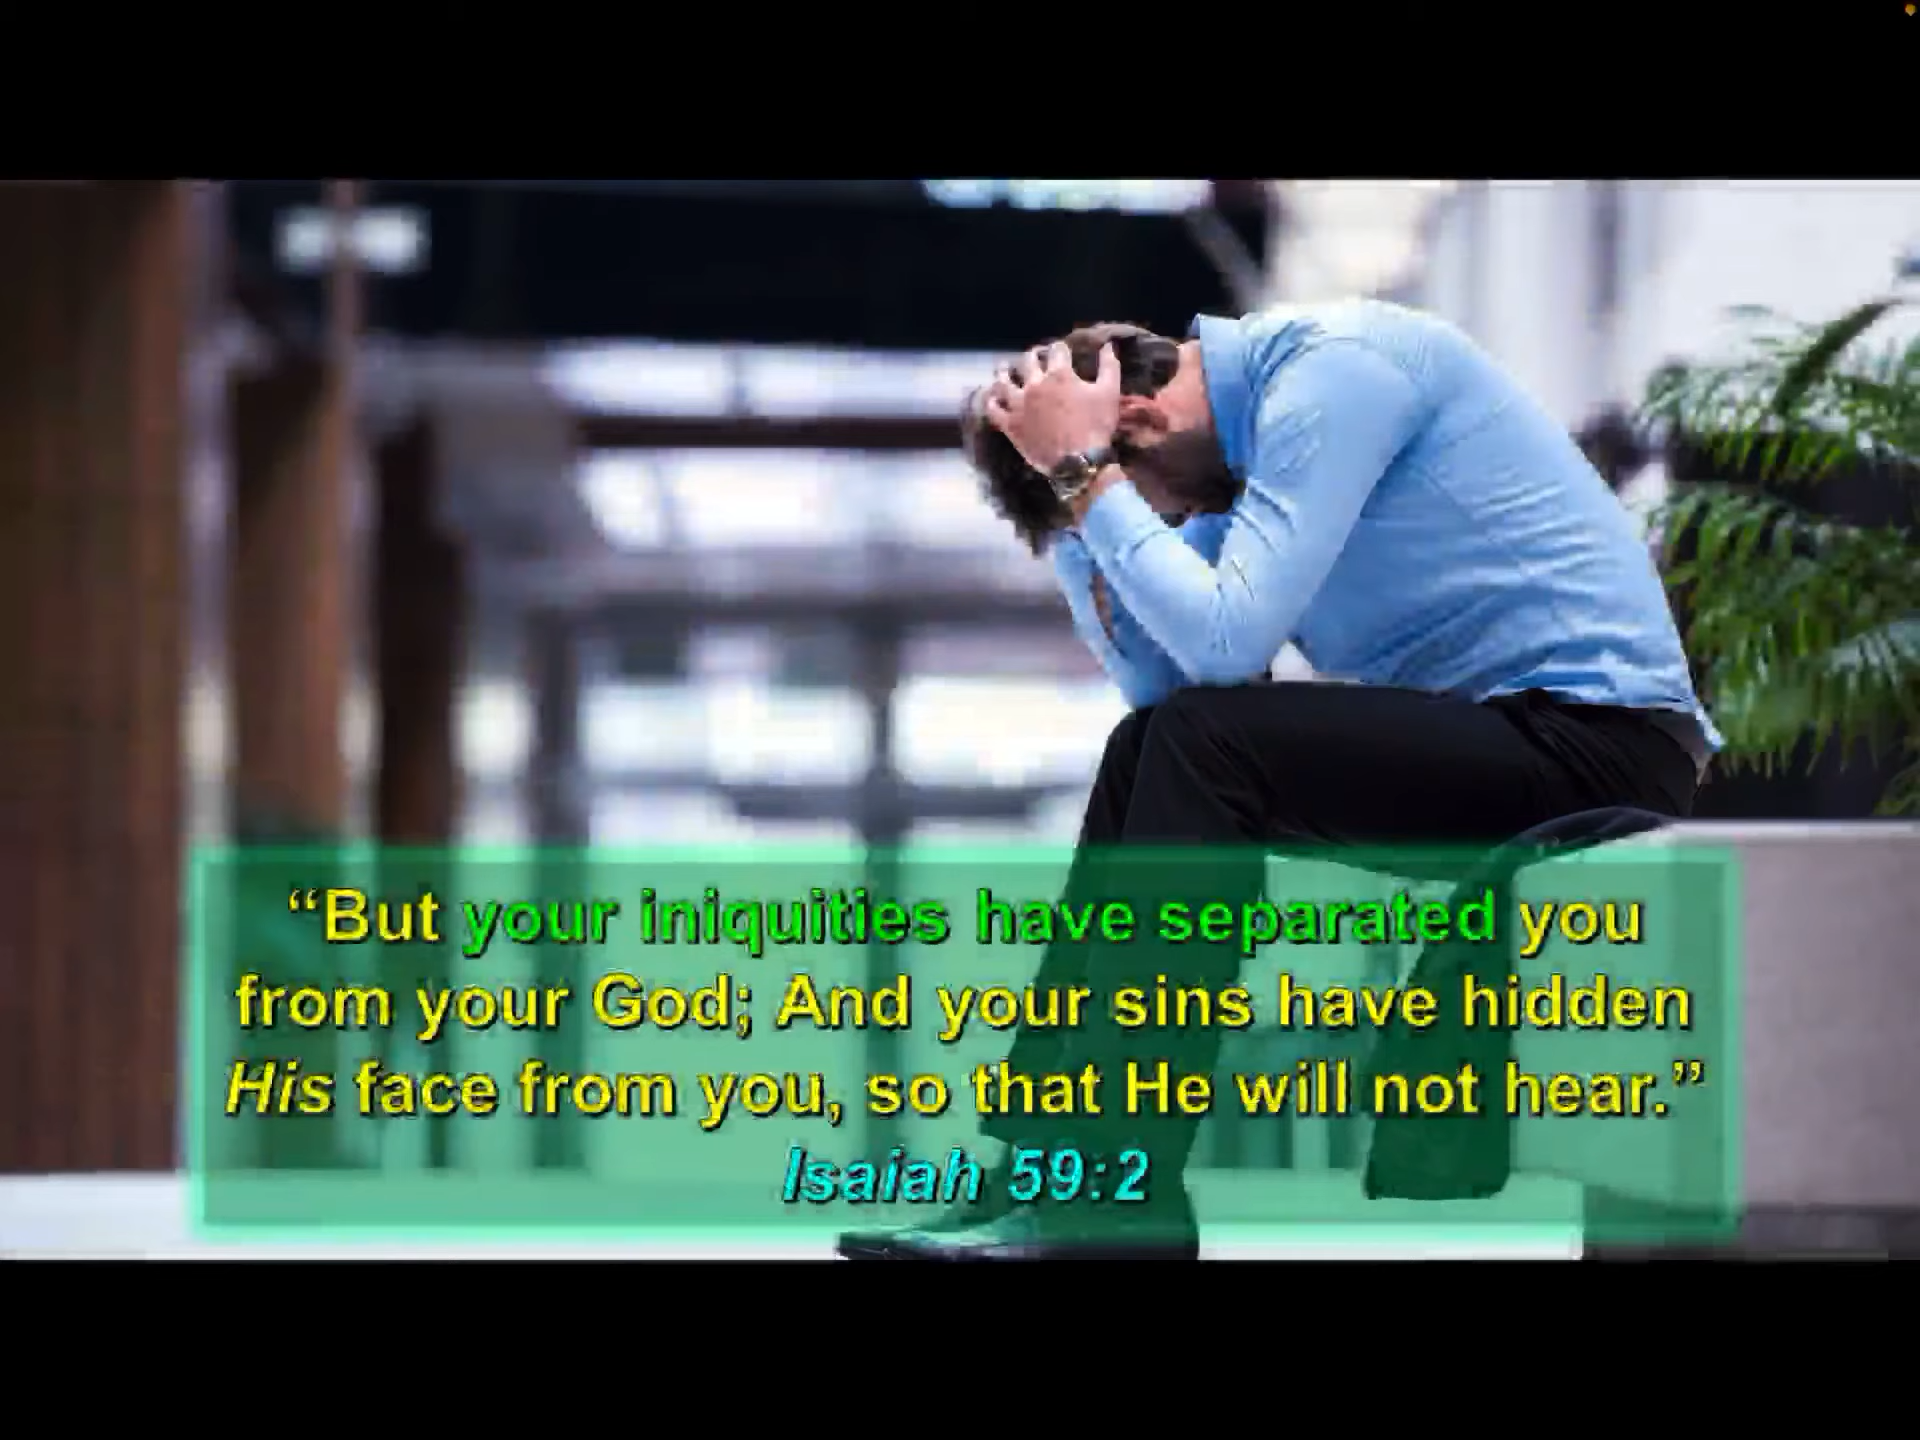 “But your iniquities have separated you
from your God; And your sins have hidden
His face from you, so that He will not hear.”
Isaiah 59:2